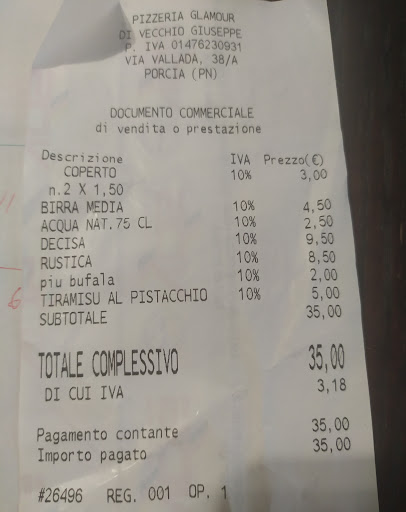 PIZZERIA GLAMOUR
DI VECCHIO GIUSEPPE
P. IVA 01476230931
VIA VALLADA, 38/A
PORCIA (PN)
DOCUMENTO COMMERCIALE
di vendita o prestazione
Descrizione IVA Prezzo(€)
COPERTO 10% 3,00
n.2 X 1,50
BIRRA MEDIA 10% 4,50
ACQUA NAT.75 CL 10% 2,50
DECISA 10% 9,50
RUSTICA 10% 8,50
piu bufala 10% 2,00
TIRAMISU AL PISTACCHIO 10% 5,00
SUBTOTALE 35,00
TOTALE COMPLESSIVO 35,00
DI CUI IVA 3,18
Pagamento contante 35,00
Importo pagato 35,00
#26496 REG. 001 OP. 1